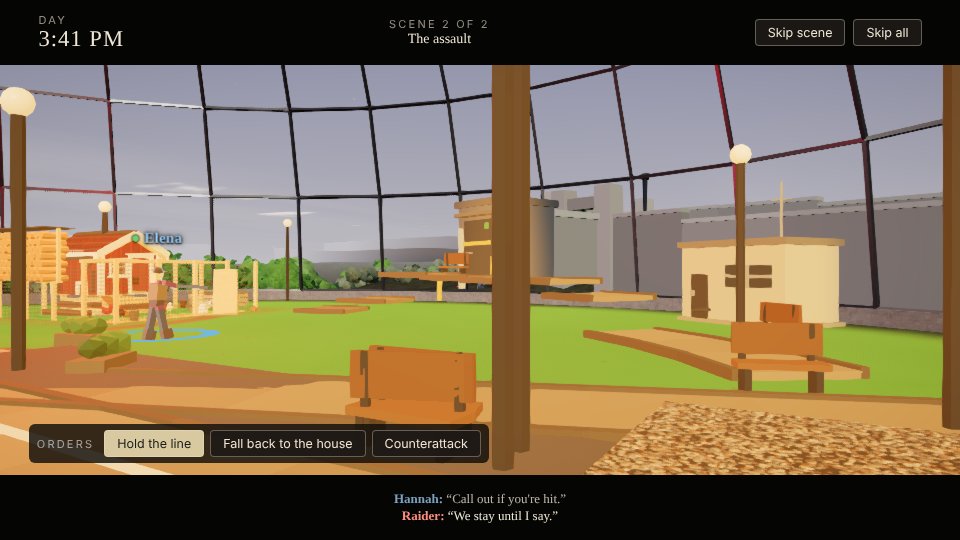 DAY
3:41 PM
SCENE 2 OF 2
The assault
Skip scene
Skip all
Elena
ORDERS
Hold the line
Fall back to the house
Counterattack
Hannah: “Call out if you're hit.”
Raider: “We stay until I say.”